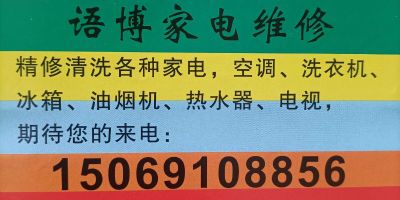 语博家电维修
精修清洗各种家电，空调、洗衣机、
冰箱、油烟机、热水器、电视，
期待您的来电：
15069108856